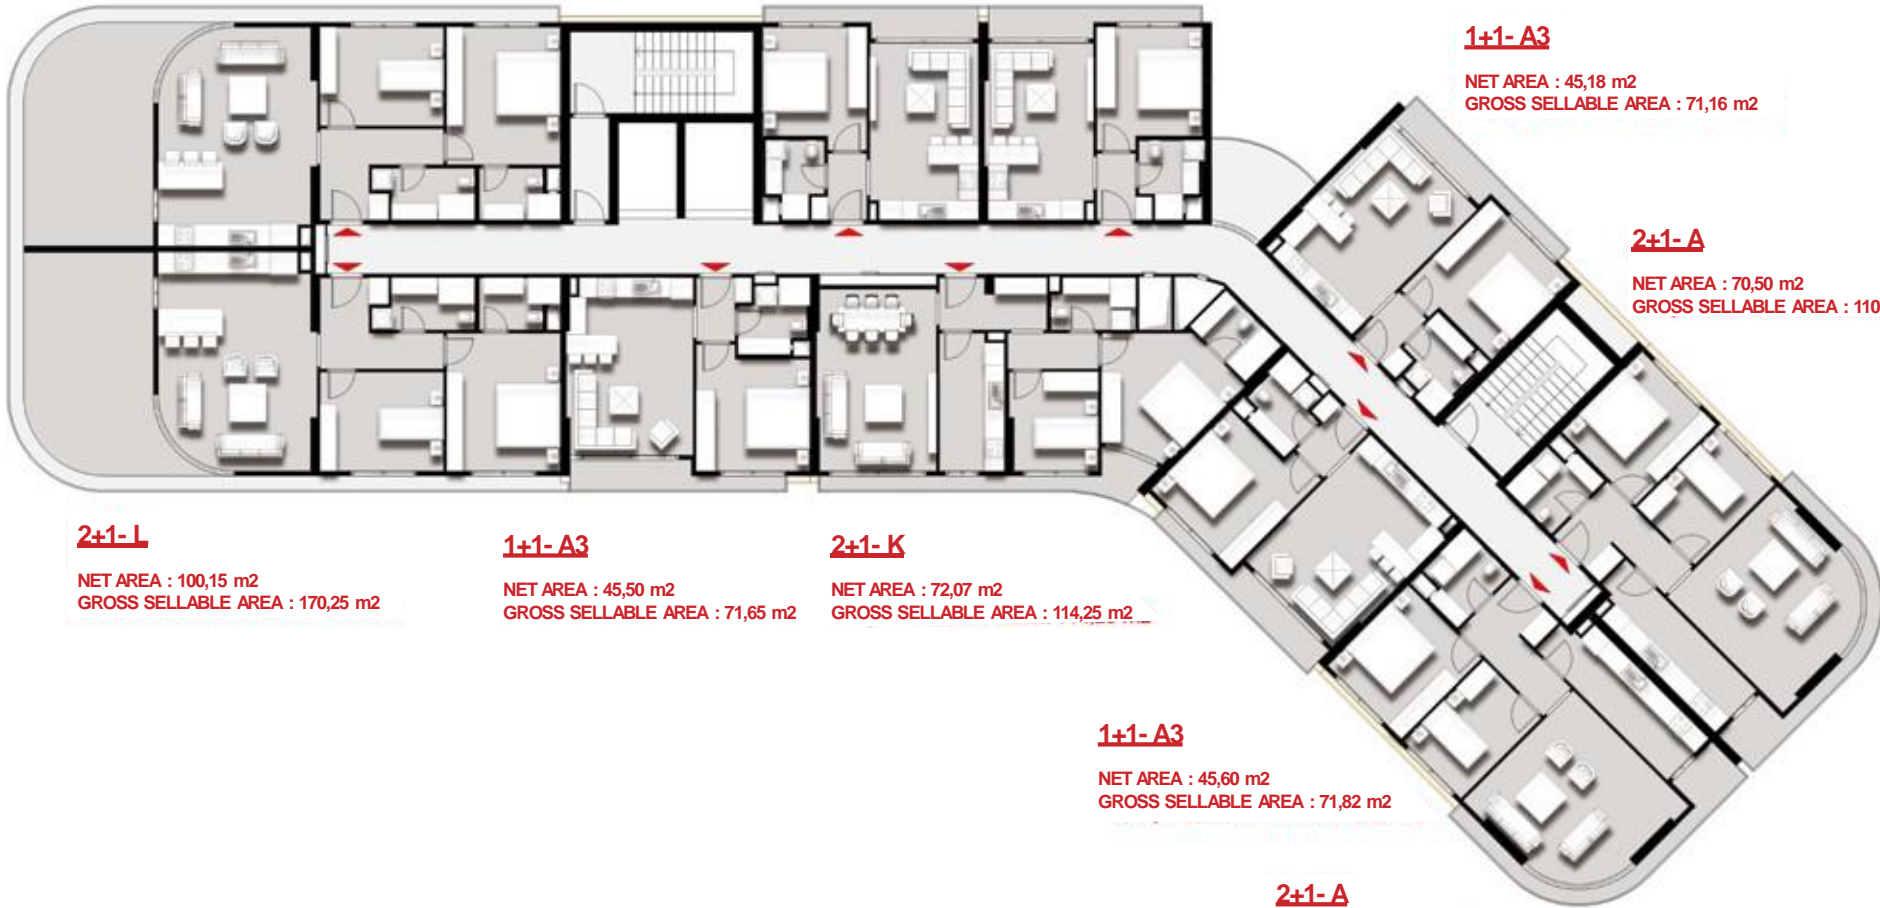 1+1- A3
NET AREA : 45,18 m2
GROSS SELLABLE AREA : 71,16 m2
2+1- A
NET AREA : 70,50 m2
GROSS SELLABLE AREA : 110
2+1- L
NET AREA : 100,15 m2
GROSS SELLABLE AREA : 170,25 m2
1+1- A3
NET AREA : 45,50 m2
GROSS SELLABLE AREA : 71,65 m2
2+1- K
NET AREA : 72,07 m2
GROSS SELLABLE AREA : 114,25 m2
1+1- A3
NET AREA : 45,60 m2
GROSS SELLABLE AREA : 71,82 m2
2+1- A